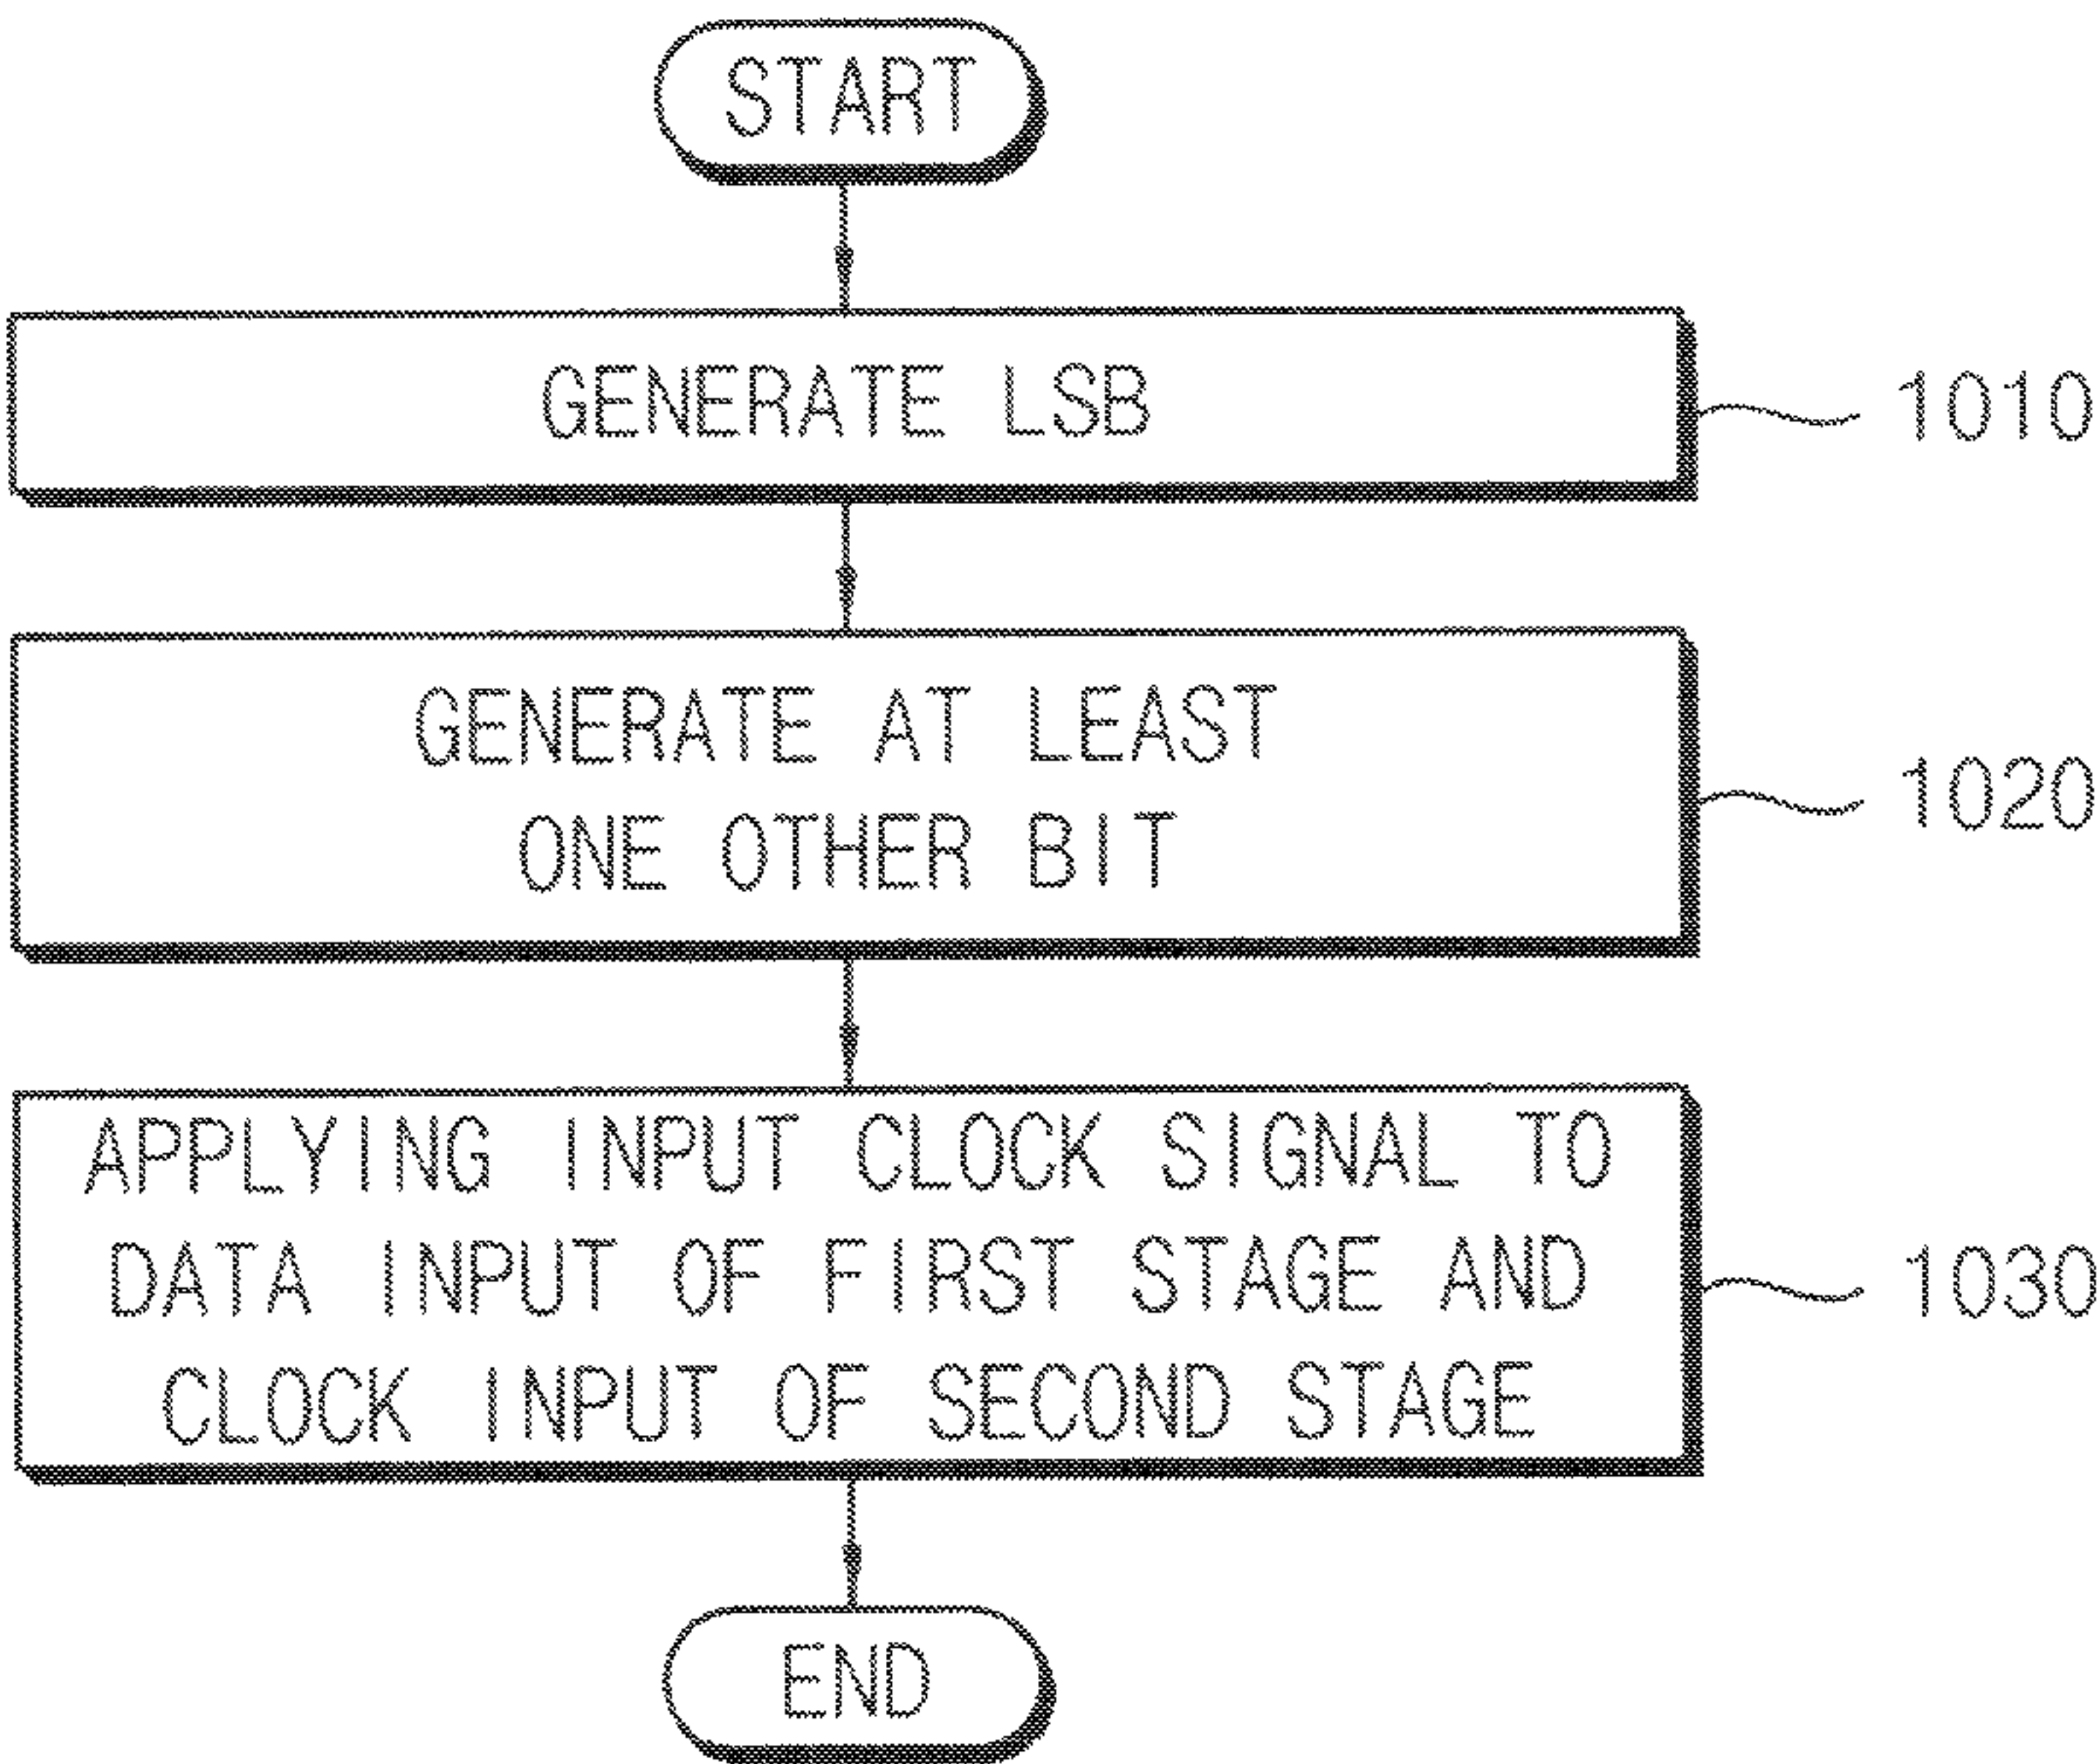 START
GENERATE LSB
1010
GENERATE AT LEAST
ONE OTHER BIT
1020
APPLYING INPUT CLOCK SIGNAL TO
DATA INPUT OF FIRST STAGE AND
CLOCK INPUT OF SECOND STAGE
1030
END